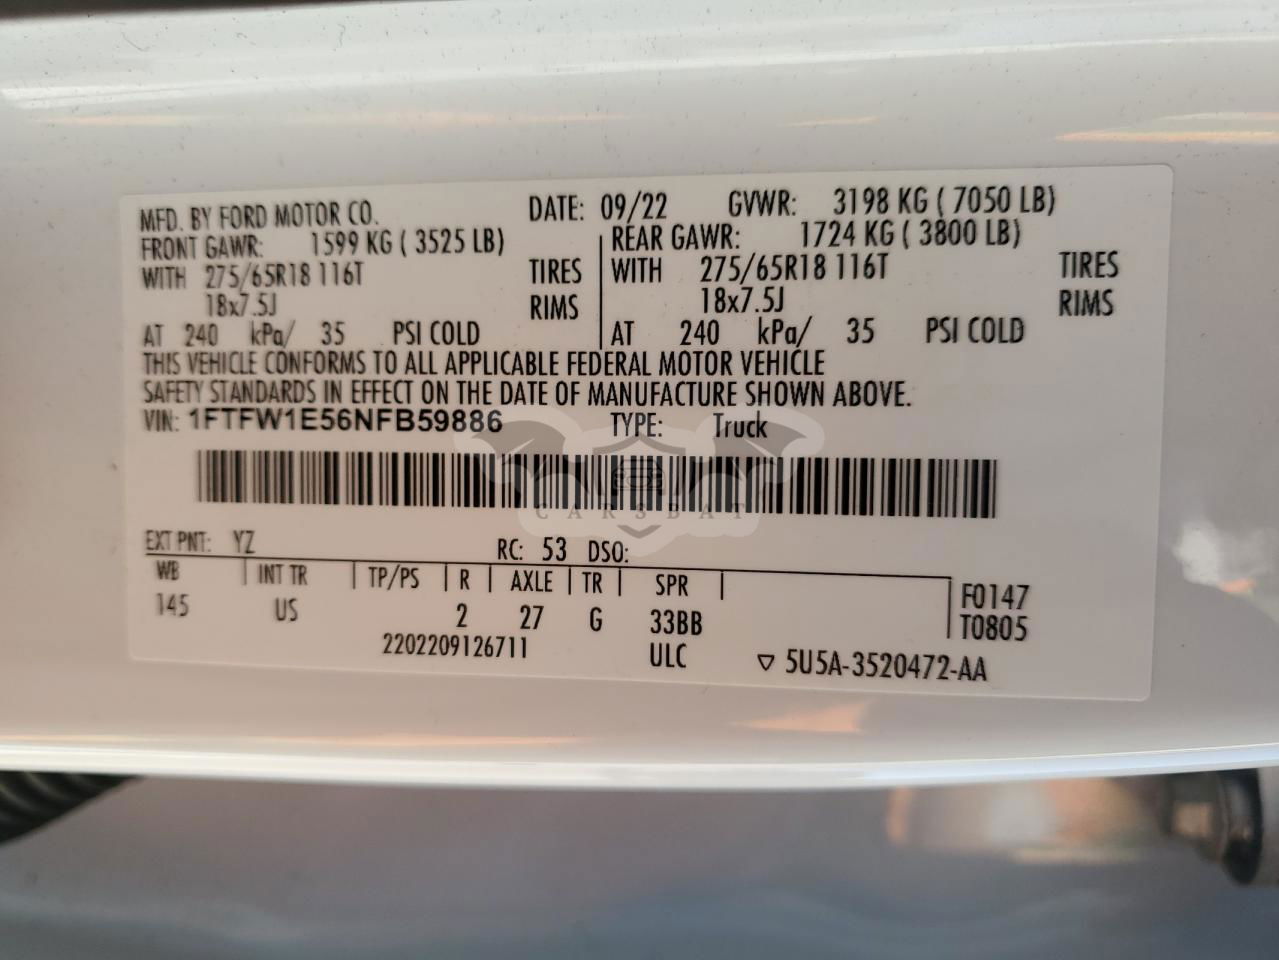 MFD. BY FORD MOTOR CO. DATE: 09/22 GVWR: 3198 KG ( 7050 LB)
FRONT GAWR: 1599 KG ( 3525 LB) REAR GAWR: 1724 KG ( 3800 LB)
WITH 275/65R18 116T TIRES WITH 275/65R18 116T TIRES
18x7.5J RIMS 18x7.5J RIMS
AT 240 kPa/ 35 PSI COLD AT 240 kPa/ 35 PSI COLD
THIS VEHICLE CONFORMS TO ALL APPLICABLE FEDERAL MOTOR VEHICLE
SAFETY STANDARDS IN EFFECT ON THE DATE OF MANUFACTURE SHOWN ABOVE.
VIN: 1FTFW1E56NFB59886 TYPE: Truck
CARSBAT
EXT PNT: YZ RC: 53 DSO:
WB INT TR TP/PS R AXLE TR SPR F0147
145 US 2 27 G 33BB T0805
2202209126711 ULC ▽ 5U5A-3520472-AA